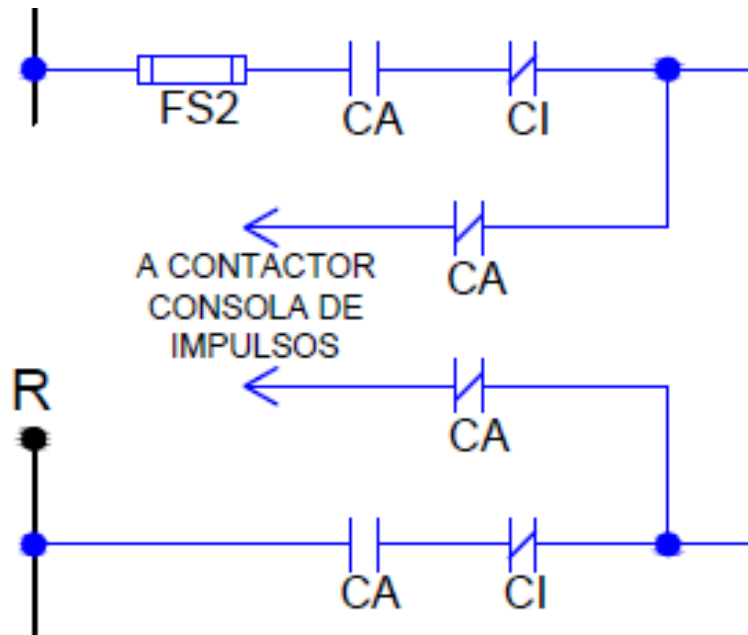 FS2
CA
CI
CA
A CONTACTOR
CONSOLA DE
IMPULSOS
R
CA
CA
CI